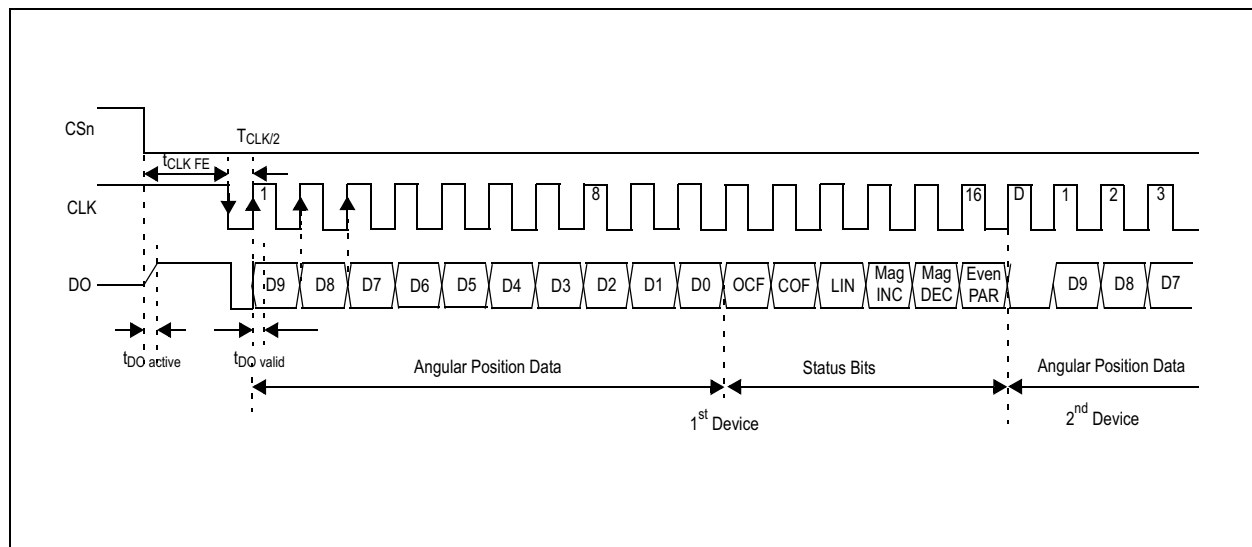 CSn
TCLK/2
tCLK FE
CLK
1
8
16
D
1
2
3
DO
D9
D8
D7
D6
D5
D4
D3
D2
D1
D0
OCF
COF
LIN
Mag INC
Mag DEC
Even PAR
D9
D8
D7
tDO active
tDO valid
Angular Position Data
Status Bits
Angular Position Data
1st Device
2nd Device